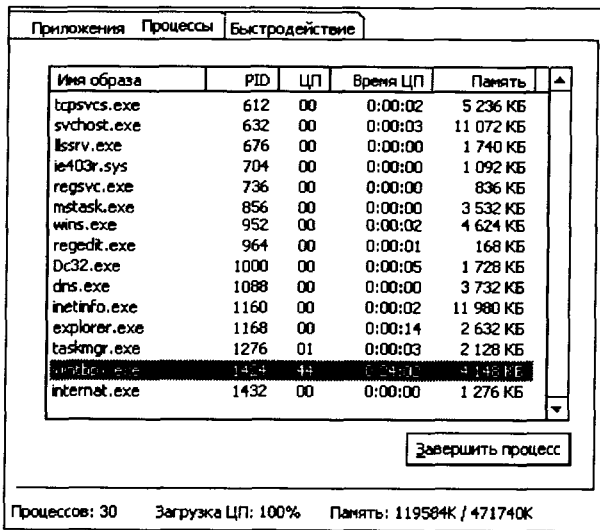 Приложения Процессы Быстродействие
Имя образа PID ЦП Время ЦП Память
tcpsvcs.exe 612 00 0:00:02 5 236 КБ
svchost.exe 632 00 0:00:03 11 072 КБ
llssrv.exe 676 00 0:00:00 1 740 КБ
ie403r.sys 704 00 0:00:00 1 092 КБ
regsvc.exe 736 00 0:00:00 836 КБ
mstask.exe 856 00 0:00:00 3 532 КБ
wins.exe 952 00 0:00:02 4 624 КБ
regedit.exe 964 00 0:00:01 168 КБ
Dc32.exe 1000 00 0:00:05 1 728 КБ
dns.exe 1088 00 0:00:00 3 732 КБ
inetinfo.exe 1160 00 0:00:02 11 980 КБ
explorer.exe 1168 00 0:00:14 2 632 КБ
taskmgr.exe 1276 01 0:00:03 2 128 КБ
1424 44 4 148 КБ
internat.exe 1432 00 0:00:00 1 276 КБ
Завершить процесс
Процессов: 30 Загрузка ЦП: 100% Память: 119584K / 471740K